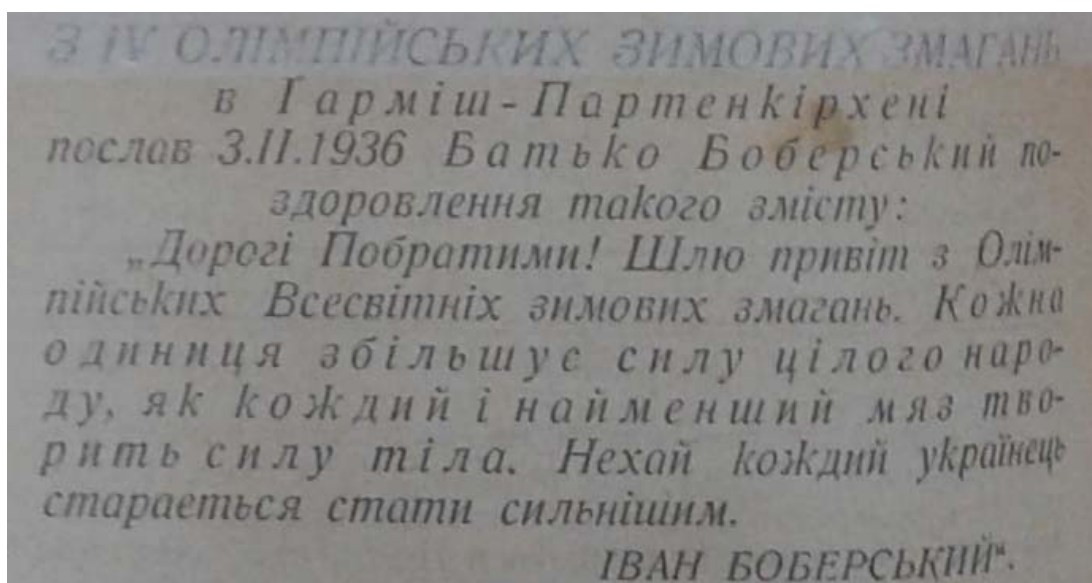 З IV ОЛІМПІЙСЬКИХ ЗИМОВИХ ЗМАГАНЬ
в Ґарміш-Партенкірхені
послав 3.II.1936 Батько Боберський по-
здоровлення такого змісту:
„Дорогі Побратими! Шлю привіт з Олім-
пійських Всесвітніх зимових змагань. Кожна
одиниця збільшує силу цілого наро-
ду, як кождий і найменший мяз тво-
рить силу тіла. Нехай кождий українець
старається стати сильнішим.
ІВАН БОБЕРСЬКИЙ“.